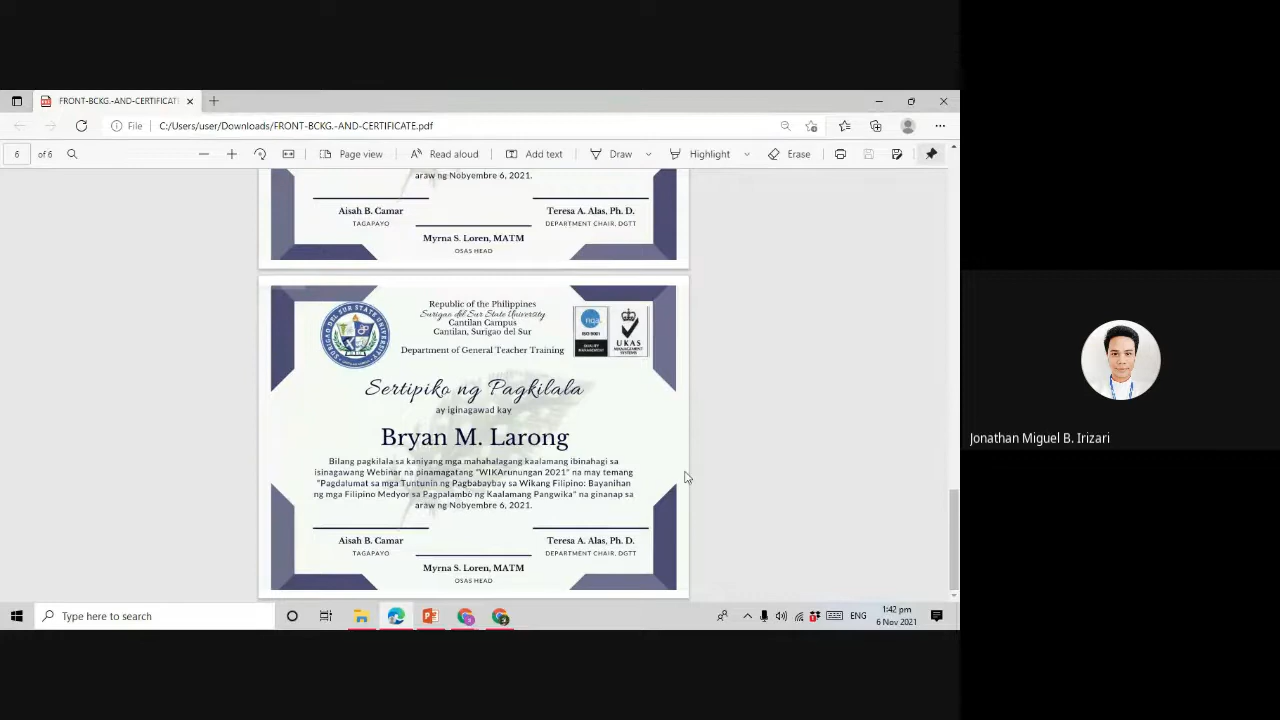 FRONT-BCKG.-AND-CERTIFICAT
File
C:/Users/user/Downloads/FRONT-BCKG.-AND-CERTIFICATE.pdf
6 of 6
Page view
Read aloud
Add text
Draw
Highlight
Erase
araw ng Nobyembre 6, 2021.
Aisah B. Camar
TAGAPAYO
Teresa A. Alas, Ph. D.
DEPARTMENT CHAIR, DGTT
Myrna S. Loren, MATM
OSAS HEAD
Republic of the Philippines
Surigao del Sur State University
Cantilan Campus
Cantilan, Surigao del Sur
Department of General Teacher Training
ISO 9001
QUALITY
MANAGEMENT
UKAS
MANAGEMENT
SYSTEMS
Sertipiko ng Pagkilala
ay iginagawad kay
Bryan M. Larong
Bilang pagkilala sa kaniyang mga mahahalagang kaalamang ibinahagi sa
isinagawang Webinar na pinamagatang "WIKArunungan 2021" na may temang
"Pagdalumat sa mga Tuntunin ng Pagbabaybay sa Wikang Filipino: Bayanihan
ng mga Filipino Medyor sa Pagpalambo ng Kaalamang Pangwika" na ginanap sa
araw ng Nobyembre 6, 2021.
Aisah B. Camar
TAGAPAYO
Teresa A. Alas, Ph. D.
DEPARTMENT CHAIR, DGTT
Myrna S. Loren, MATM
OSAS HEAD
Jonathan Miguel B. Irizari
Type here to search
ENG
1:42 pm
6 Nov 2021